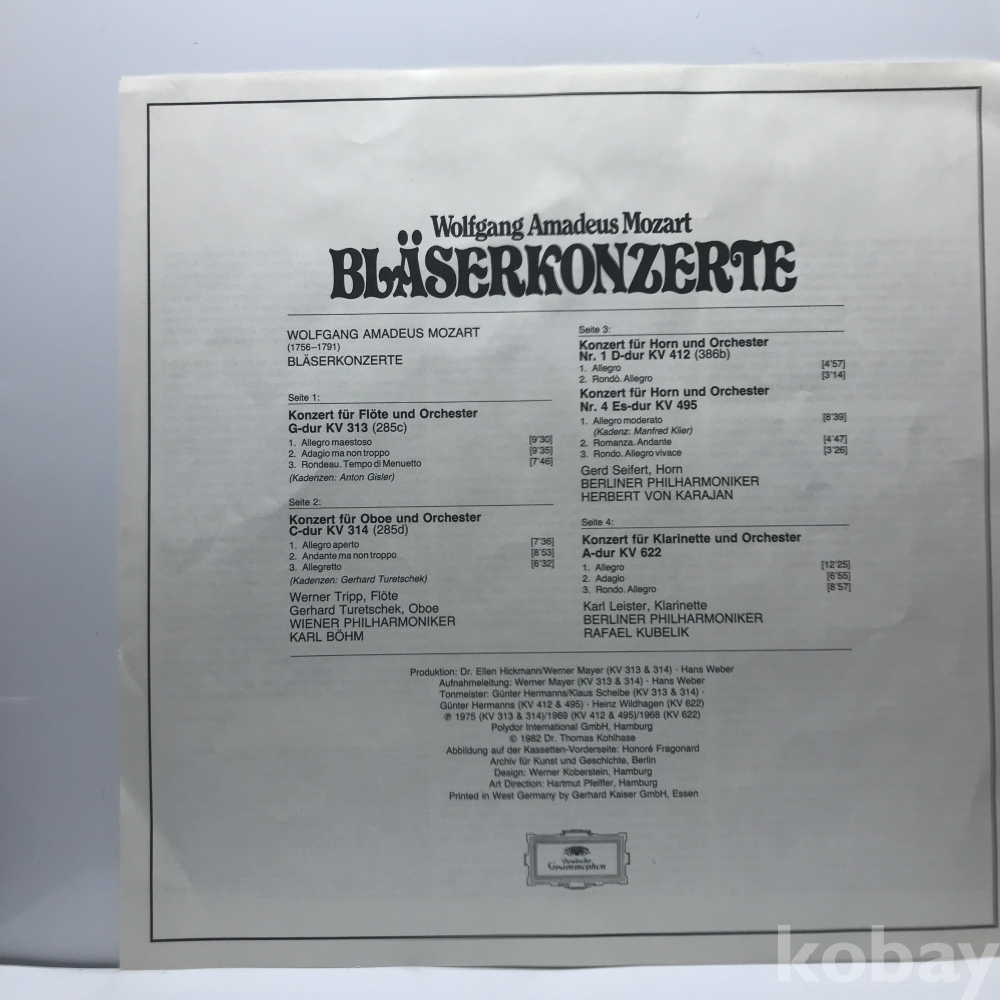 Wolfgang Amadeus Mozart
BLÄSERKONZERTE
WOLFGANG AMADEUS MOZART
(1756–1791)
BLÄSERKONZERTE
Seite 1:
Konzert für Flöte und Orchester
G-dur KV 313 (285c)
1. Allegro maestoso [9'30]
2. Adagio ma non troppo [9'35]
3. Rondeau. Tempo di Menuetto [7'46]
(Kadenzen: Anton Gisler)
Seite 2:
Konzert für Oboe und Orchester
C-dur KV 314 (285d)
1. Allegro aperto [7'36]
2. Andante ma non troppo [8'53]
3. Allegretto [6'32]
(Kadenzen: Gerhard Turetschek)
Werner Tripp, Flöte
Gerhard Turetschek, Oboe
WIENER PHILHARMONIKER
KARL BÖHM
Seite 3:
Konzert für Horn und Orchester
Nr. 1 D-dur KV 412 (386b)
1. Allegro [4'57]
2. Rondò. Allegro [3'14]
Konzert für Horn und Orchester
Nr. 4 Es-dur KV 495
1. Allegro moderato [8'39]
(Kadenz: Manfred Klier)
2. Romanza. Andante [4'47]
3. Rondo. Allegro vivace [3'26]
Gerd Seifert, Horn
BERLINER PHILHARMONIKER
HERBERT VON KARAJAN
Seite 4:
Konzert für Klarinette und Orchester
A-dur KV 622
1. Allegro [12'25]
2. Adagio [6'55]
3. Rondo. Allegro [8'57]
Karl Leister, Klarinette
BERLINER PHILHARMONIKER
RAFAEL KUBELIK
Produktion: Dr. Ellen Hickmann/Werner Mayer (KV 313 & 314) · Hans Weber
Aufnahmeleitung: Werner Mayer (KV 313 & 314) · Hans Weber
Tonmeister: Günter Hermanns/Klaus Scheibe (KV 313 & 314) ·
Günter Hermanns (KV 412 & 495) · Heinz Wildhagen (KV 622)
℗ 1975 (KV 313 & 314)/1969 (KV 412 & 495)/1968 (KV 622)
Polydor International GmbH, Hamburg
© 1982 Dr. Thomas Kohlhase
Abbildung auf der Kassetten-Vorderseite: Honoré Fragonard
Archiv für Kunst und Geschichte, Berlin
Design: Werner Koberstein, Hamburg
Art Direction: Hartmut Pfeiffer, Hamburg
Printed in West Germany by Gerhard Kaiser GmbH, Essen
Deutsche
Grammophon
kobay